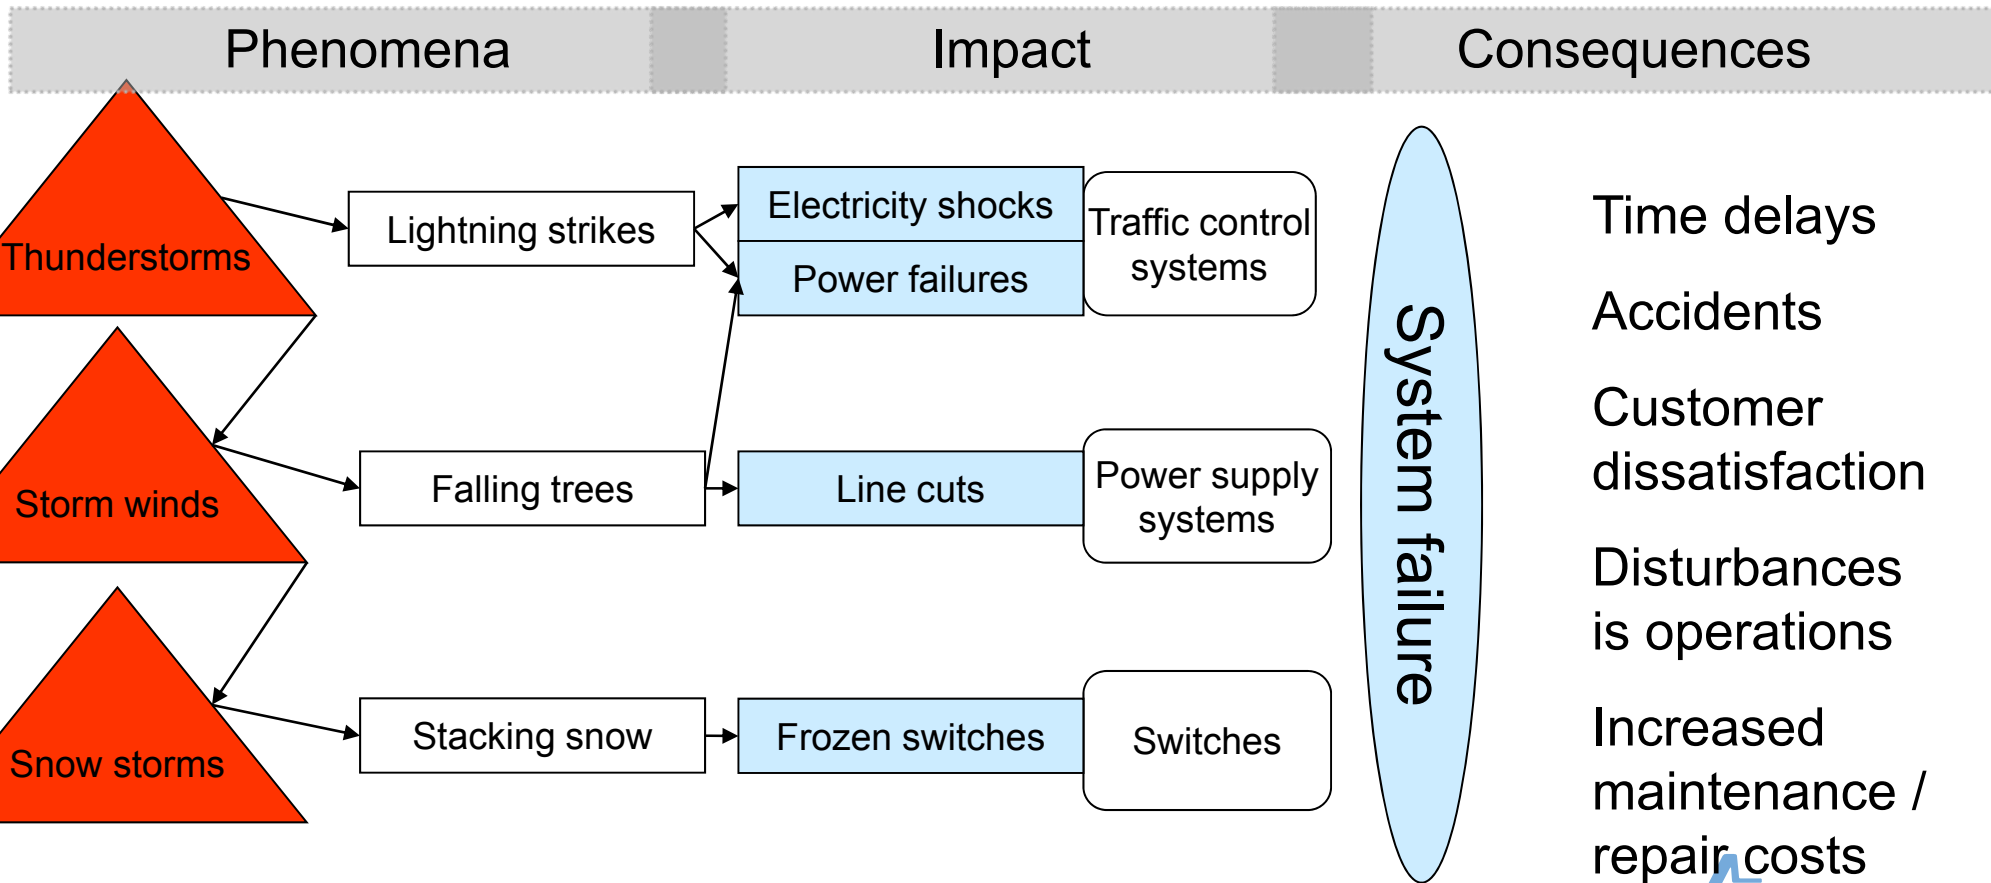 Phenomena
Impact
Consequences
Thunderstorms
Lightning strikes
Electricity shocks
Power failures
Traffic control
systems
Storm winds
Falling trees
Line cuts
Power supply
systems
Snow storms
Stacking snow
Frozen switches
Switches
System failure
Time delays
Accidents
Customer
dissatisfaction
Disturbances
is operations
Increased
maintenance /
repair costs